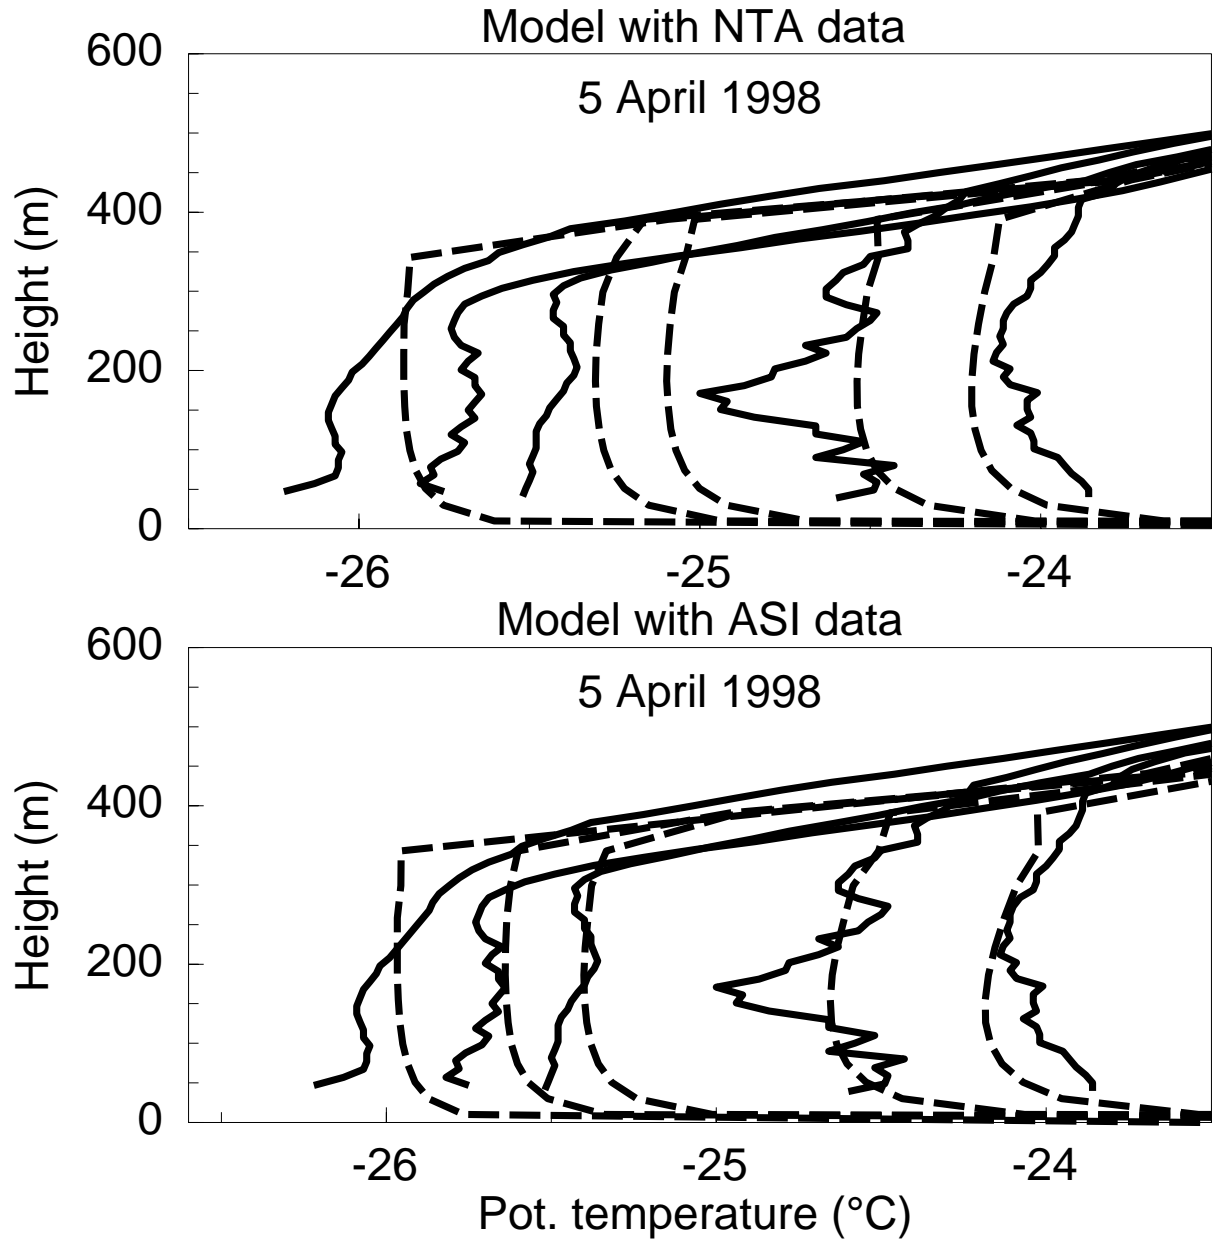 Model with NTA data
5 April 1998
600
400
200
0
Height (m)
-26 -25 -24
Model with ASI data
5 April 1998
600
400
200
0
Height (m)
-26 -25 -24
Pot. temperature (°C)